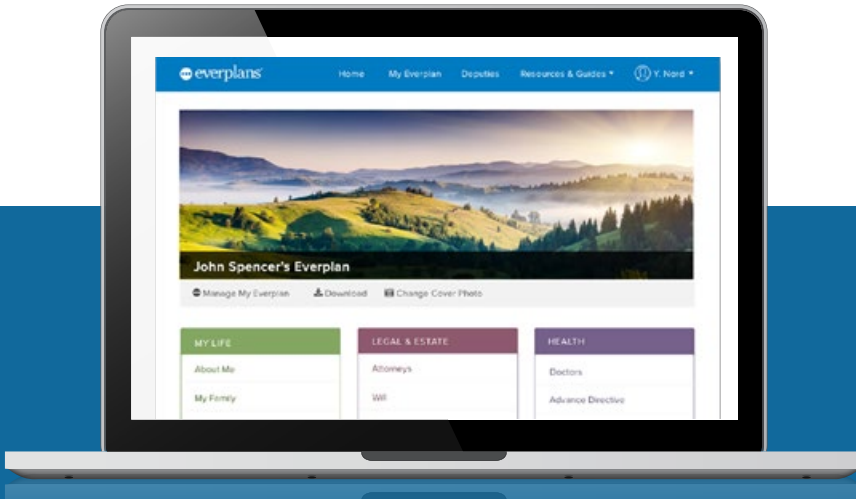 everplans
Home My Everplan Deputies Resources & Guides Y. Nord
John Spencer's Everplan
Manage My Everplan Download Change Cover Photo
MY LIFE LEGAL & ESTATE HEALTH
About Me Attorneys Doctors
My Family Will Advance Directive